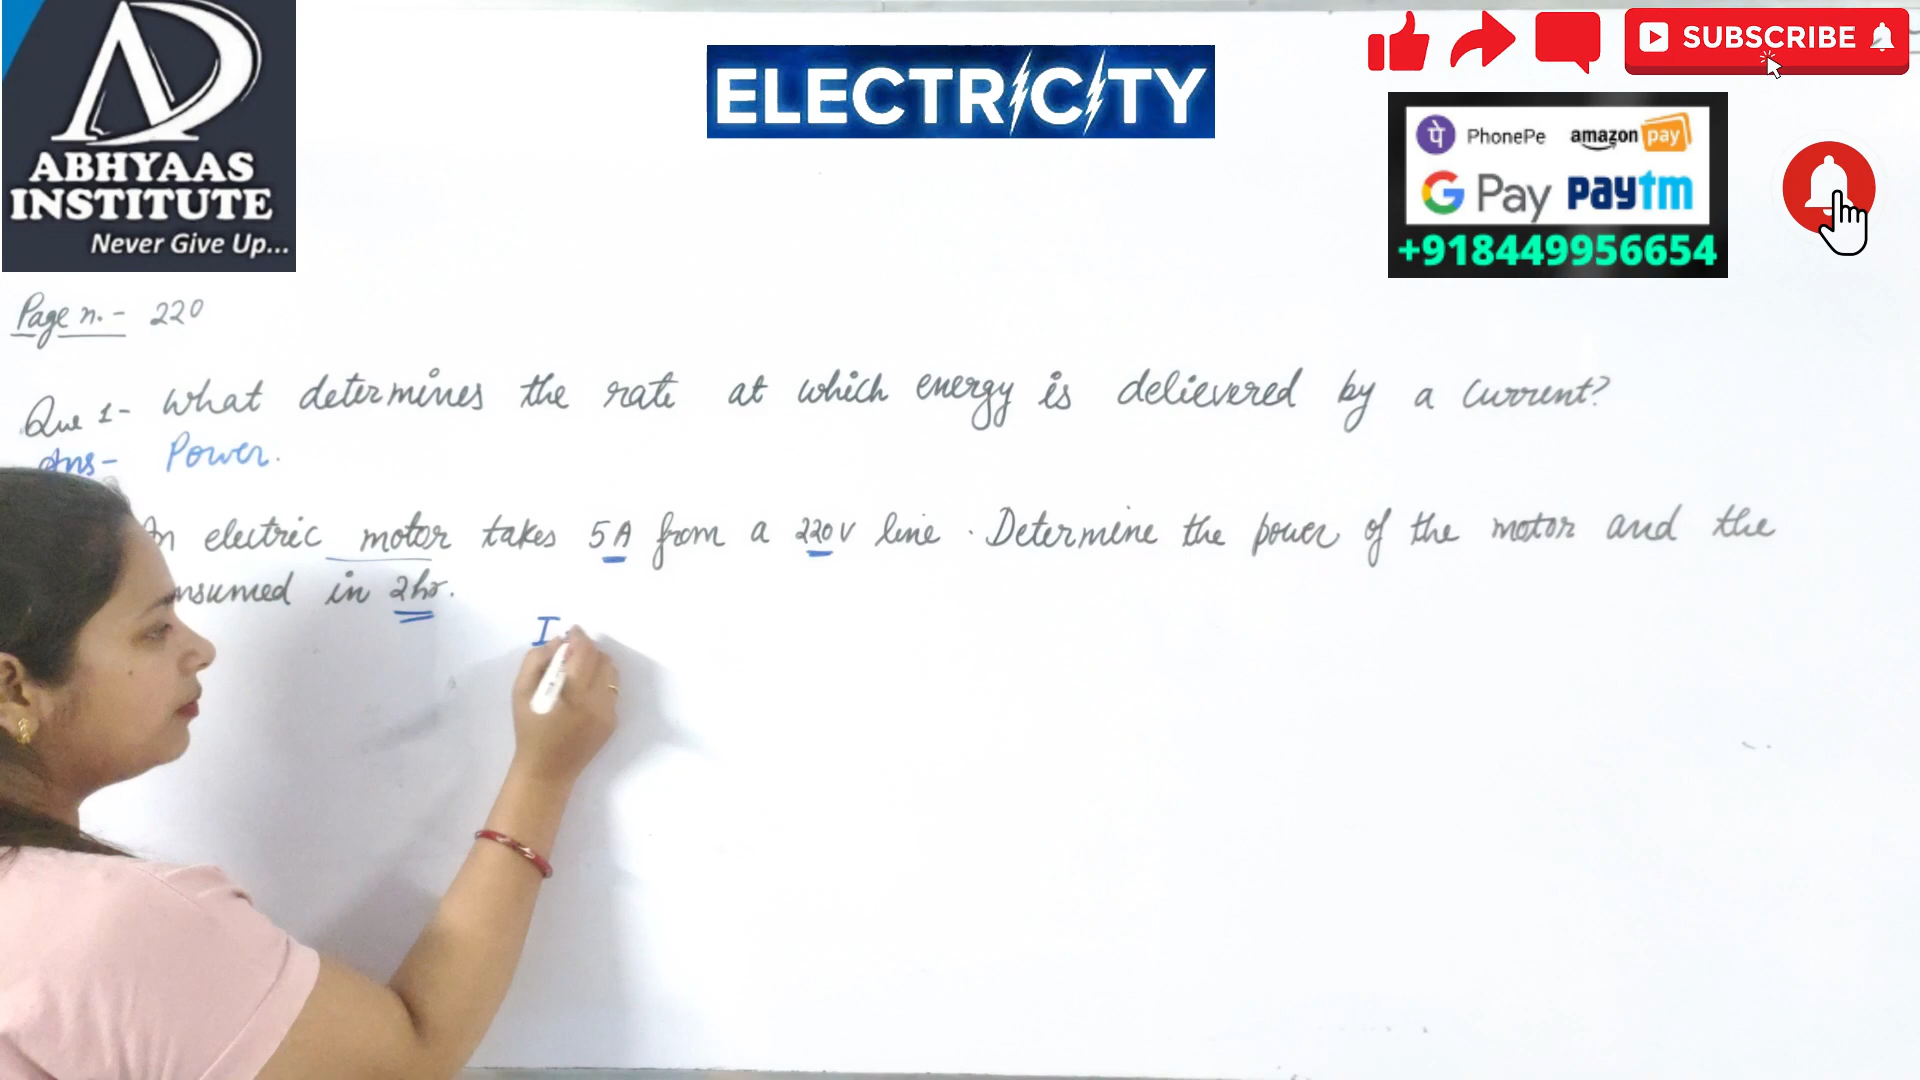 ABHYAAS
INSTITUTE
Never Give Up...
ELECTRICITY
SUBSCRIBE
PhonePe amazon pay
G Pay paytm
+918449956654
Page n. - 220
Que 1- What determines the rate at which energy is delievered by a current?
Ans- Power.
An electric motor takes 5A from a 220V line. Determine the power of the motor and the
nsumed in 2hr.
I